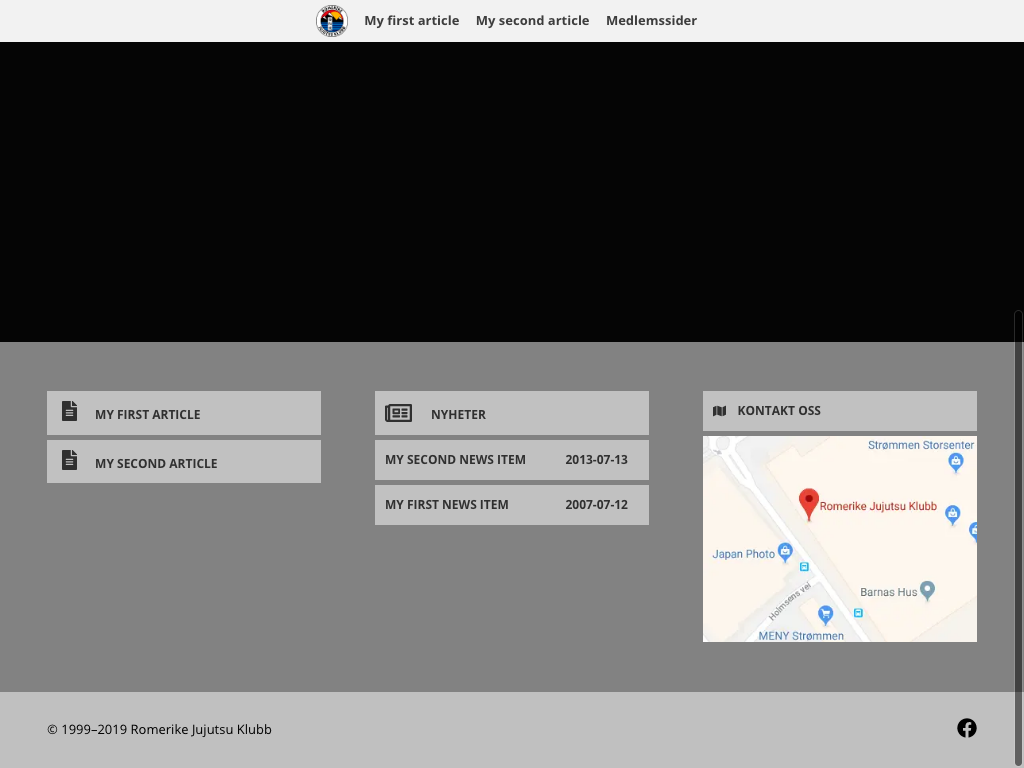 My first article
My second article
Medlemssider
MY FIRST ARTICLE
MY SECOND ARTICLE
NYHETER
MY SECOND NEWS ITEM 2013-07-13
MY FIRST NEWS ITEM 2007-07-12
KONTAKT OSS
Strømmen Storsenter
Romerike Jujutsu Klubb
Japan Photo
Barnas Hus
Holmsens vei
MENY Strømmen
© 1999–2019 Romerike Jujutsu Klubb